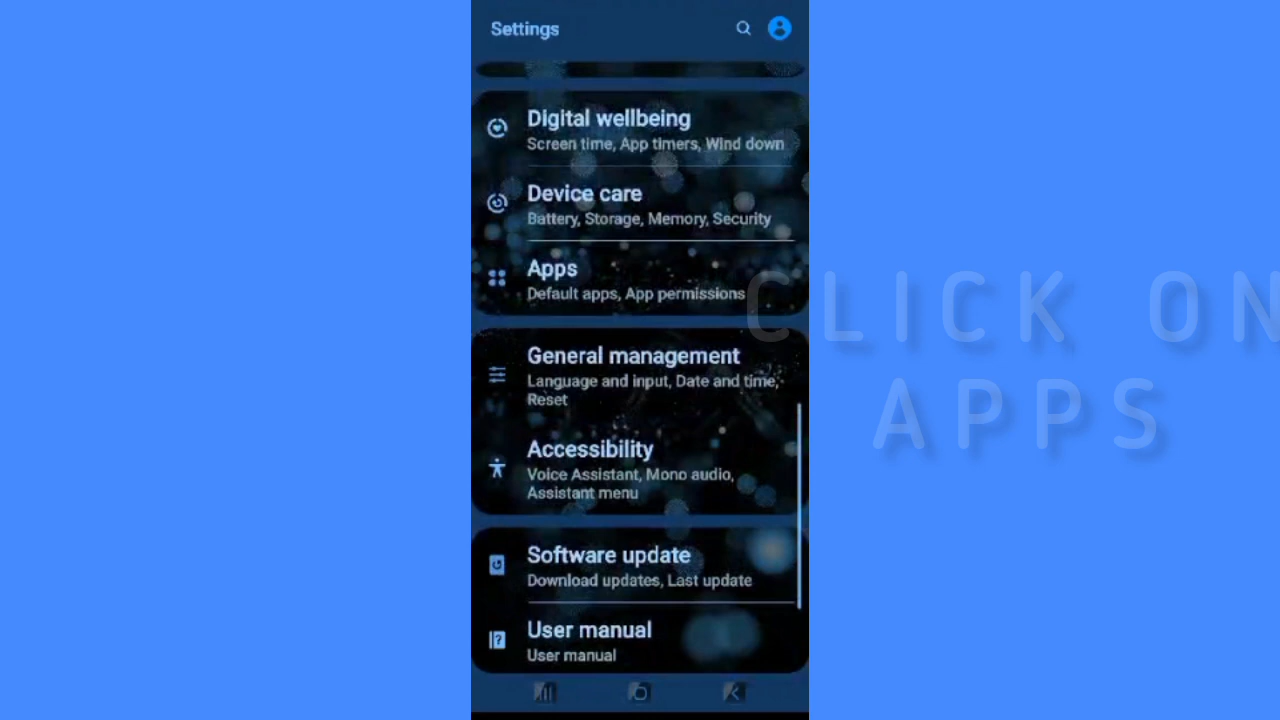 Settings
Digital wellbeing
Screen time, App timers, Wind down
Device care
Battery, Storage, Memory, Security
Apps
Default apps, App permissions
General management
Language and input, Date and time,
Reset
Accessibility
Voice Assistant, Mono audio,
Assistant menu
Software update
Download updates, Last update
User manual
User manual
CLICK ON
APPS